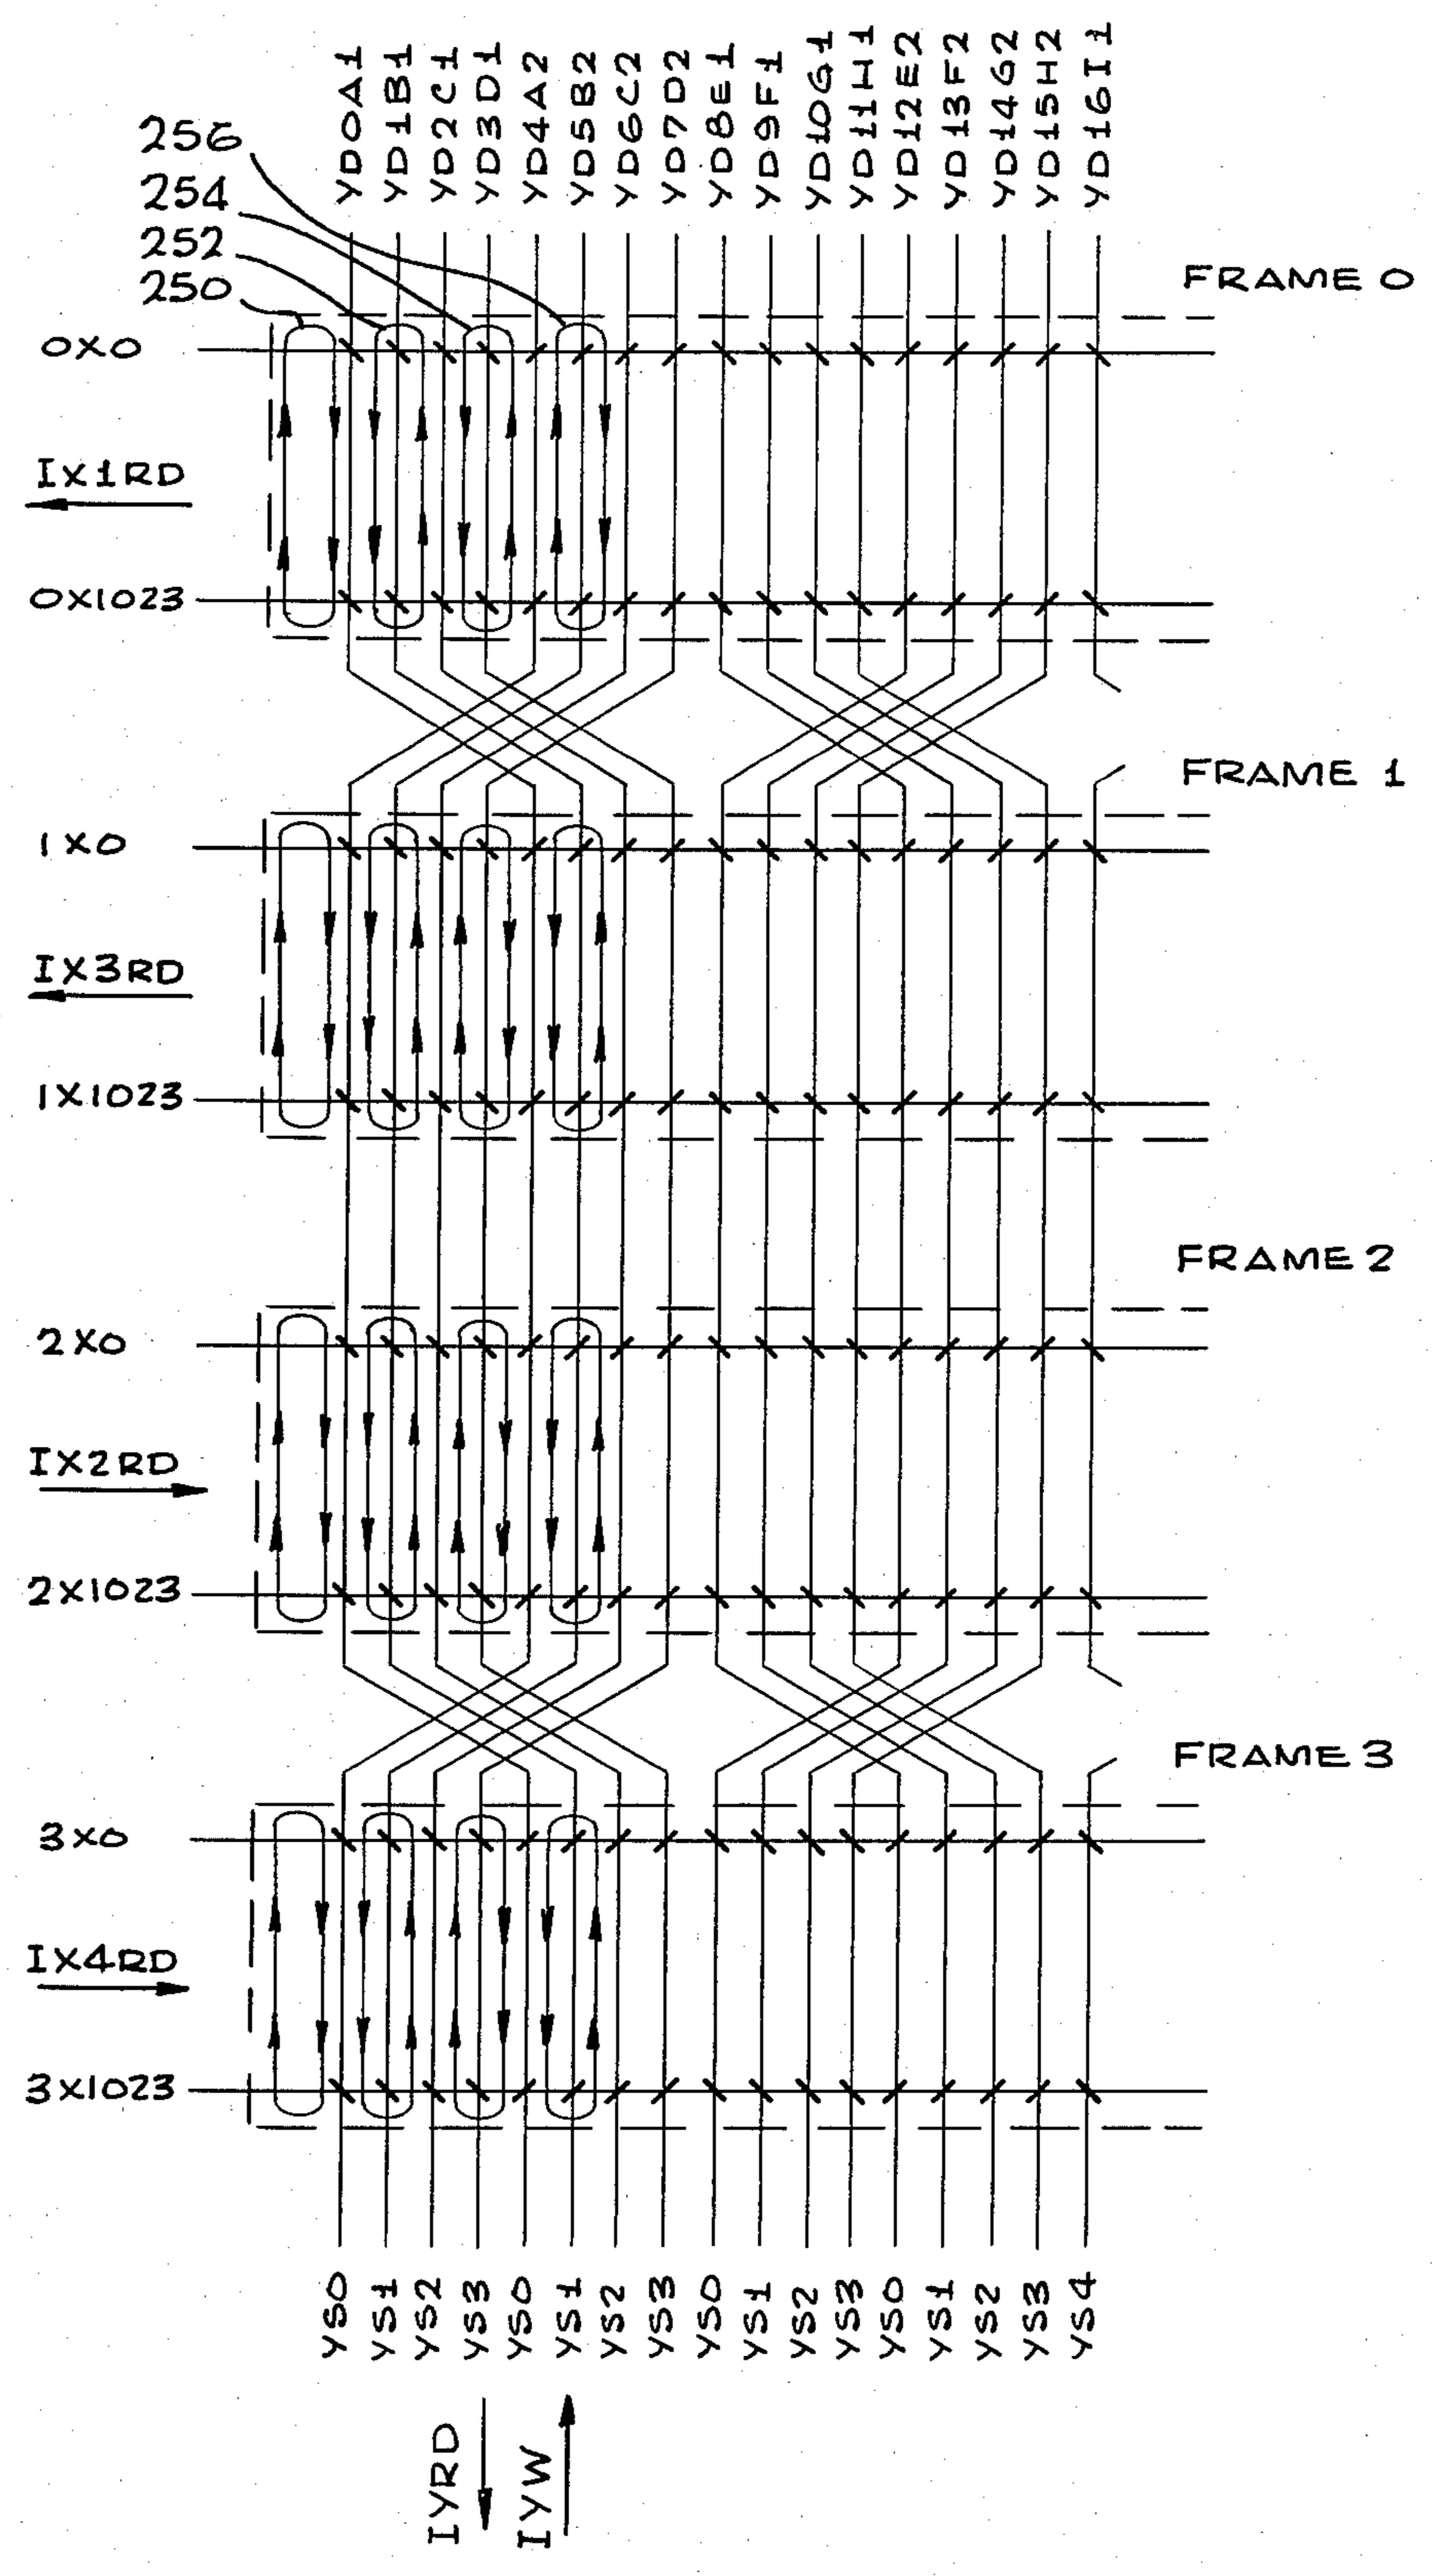 YD0A1
YD1B1
YD2C1
YD3D1
YD4A2
YD5B2
YD6C2
YD7D2
YD8E1
YD9F1
YD10G1
YD11H1
YD12E2
YD13F2
YD14G2
YD15H2
YD16I1
256
254
252
250
FRAME 0
0X0
IX1RD
0X1023
FRAME 1
1X0
IX3RD
1X1023
FRAME 2
2X0
IX2RD
2X1023
FRAME 3
3X0
IX4RD
3X1023
YS0
YS1
YS2
YS3
YS0
YS1
YS2
YS3
YS0
YS1
YS2
YS3
YS0
YS1
YS2
YS3
YS4
IYRD
IYW